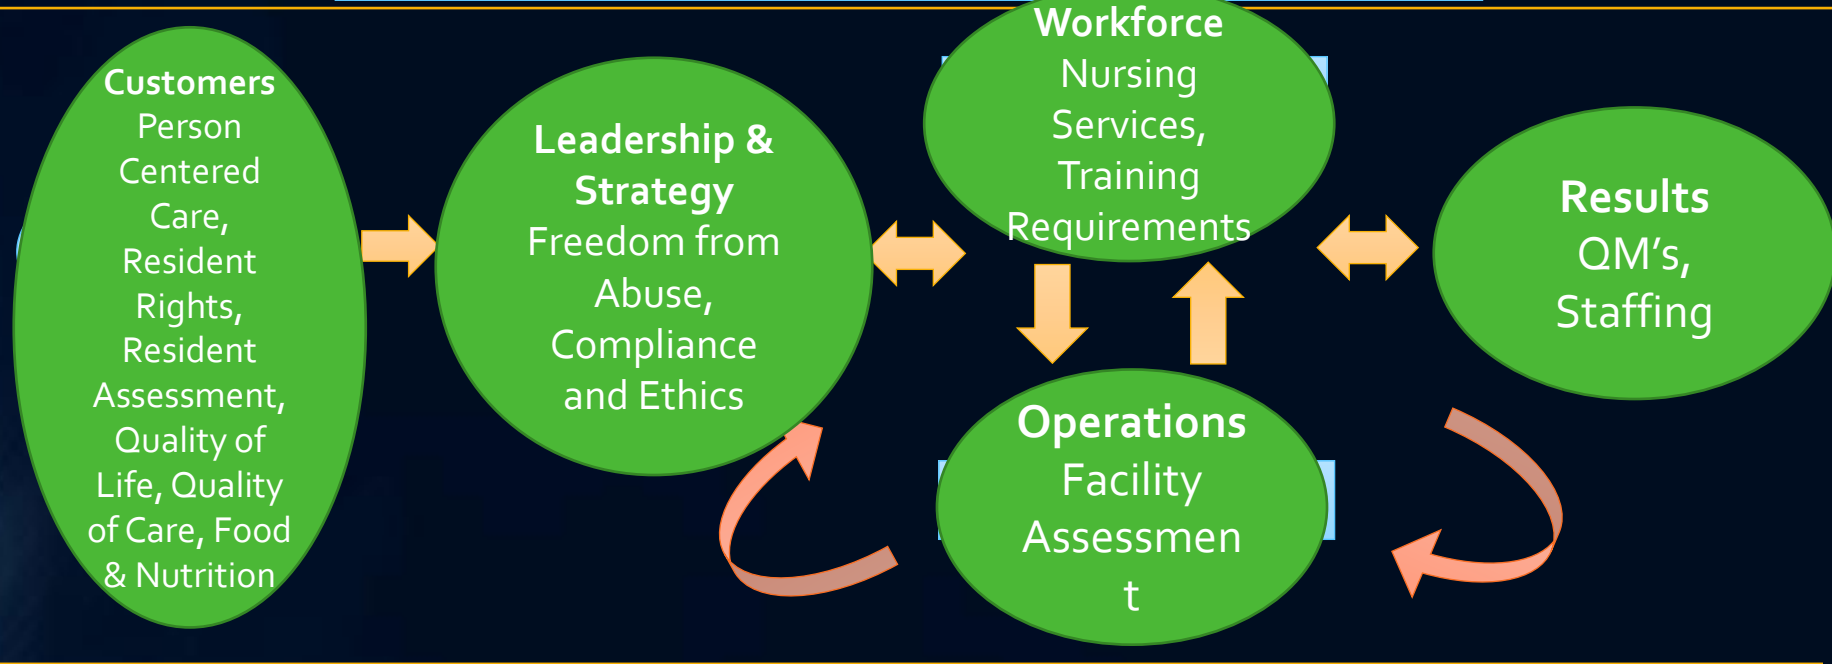 Customers
Person
Centered
Care,
Resident
Rights,
Resident
Assessment,
Quality of
Life, Quality
of Care, Food
& Nutrition
Leadership &
Strategy
Freedom from
Abuse,
Compliance
and Ethics
Workforce
Nursing
Services,
Training
Requirements
Operations
Facility
Assessmen
t
Results
QM’s,
Staffing